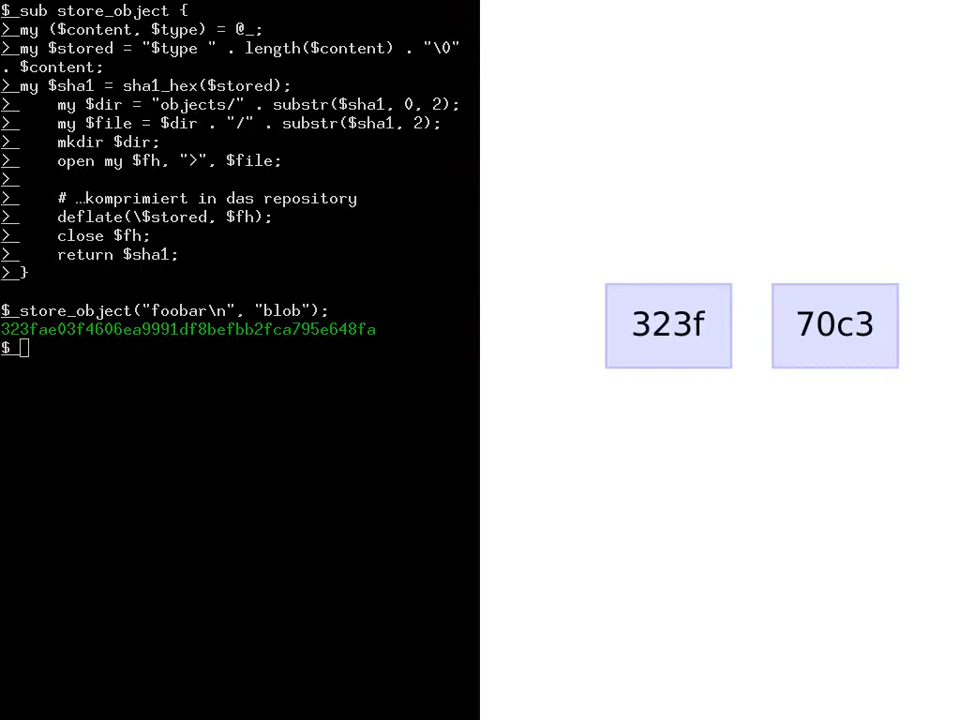 $ sub store_object {
> my ($content, $type) = @_;
> my $stored = "$type " . length($content) . "\0"
. $content;
> my $sha1 = sha1_hex($stored);
>     my $dir = "objects/" . substr($sha1, 0, 2);
>     my $file = $dir . "/" . substr($sha1, 2);
>     mkdir $dir;
>     open my $fh, ">", $file;
>
>     # …komprimiert in das repository
>     deflate(\$stored, $fh);
>     close $fh;
>     return $sha1;
> }
$ store_object("foobar\n", "blob");
323fae03f4606ea9991df8befbb2fca795e648fa
$
323f
70c3